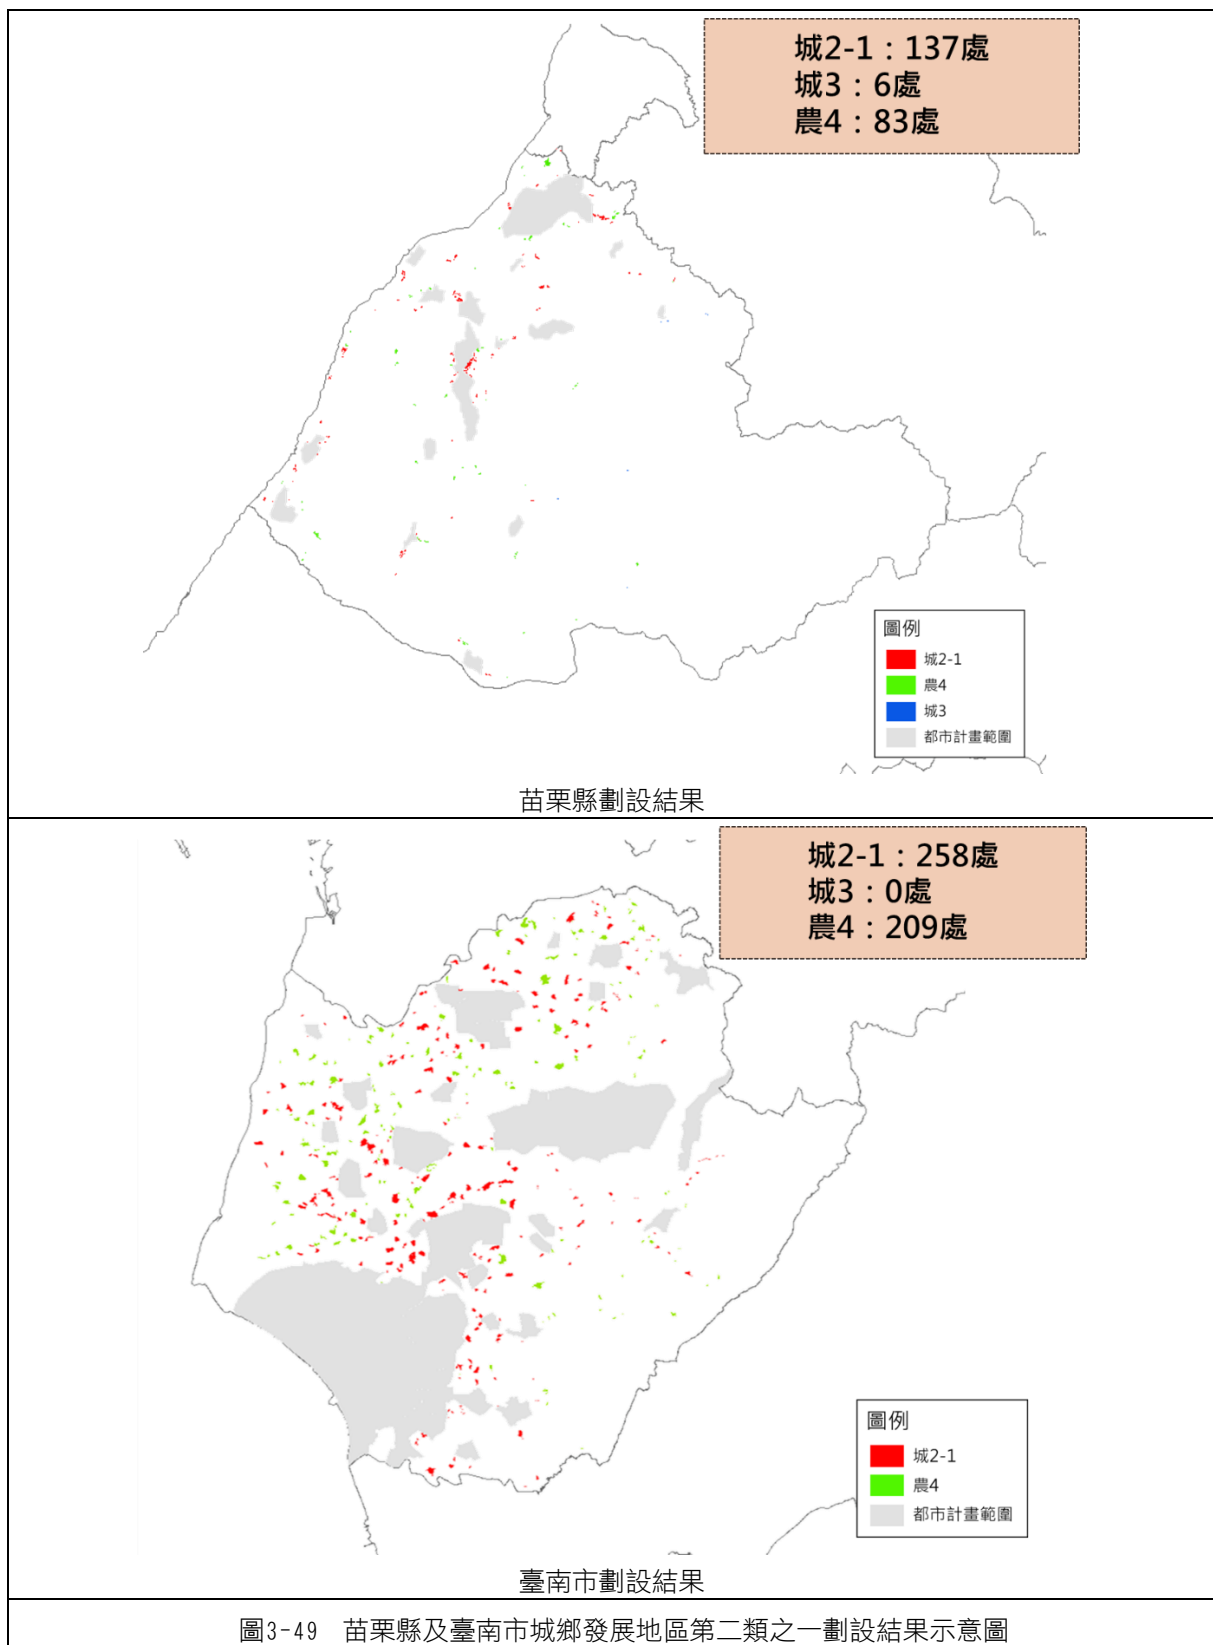 城2-1：137處
城3：6處
農4：83處
圖例
城2-1
農4
城3
都市計畫範圍
苗栗縣劃設結果
城2-1：258處
城3：0處
農4：209處
圖例
城2-1
農4
都市計畫範圍
臺南市劃設結果
圖3-49　苗栗縣及臺南市城鄉發展地區第二類之一劃設結果示意圖